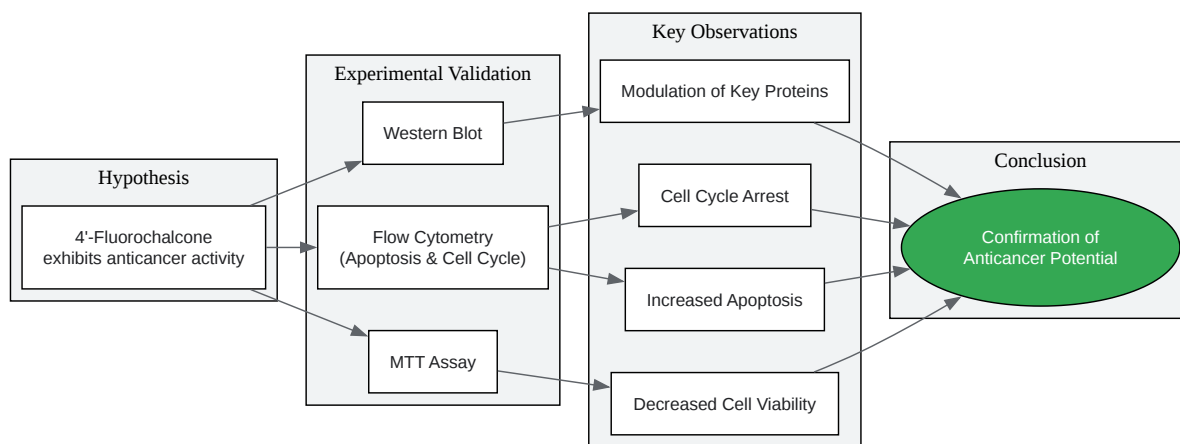 Hypothesis
4'-Fluorochalcone
exhibits anticancer activity
Experimental Validation
Western Blot
Flow Cytometry
(Apoptosis & Cell Cycle)
MTT Assay
Key Observations
Modulation of Key Proteins
Cell Cycle Arrest
Increased Apoptosis
Decreased Cell Viability
Conclusion
Confirmation of
Anticancer Potential